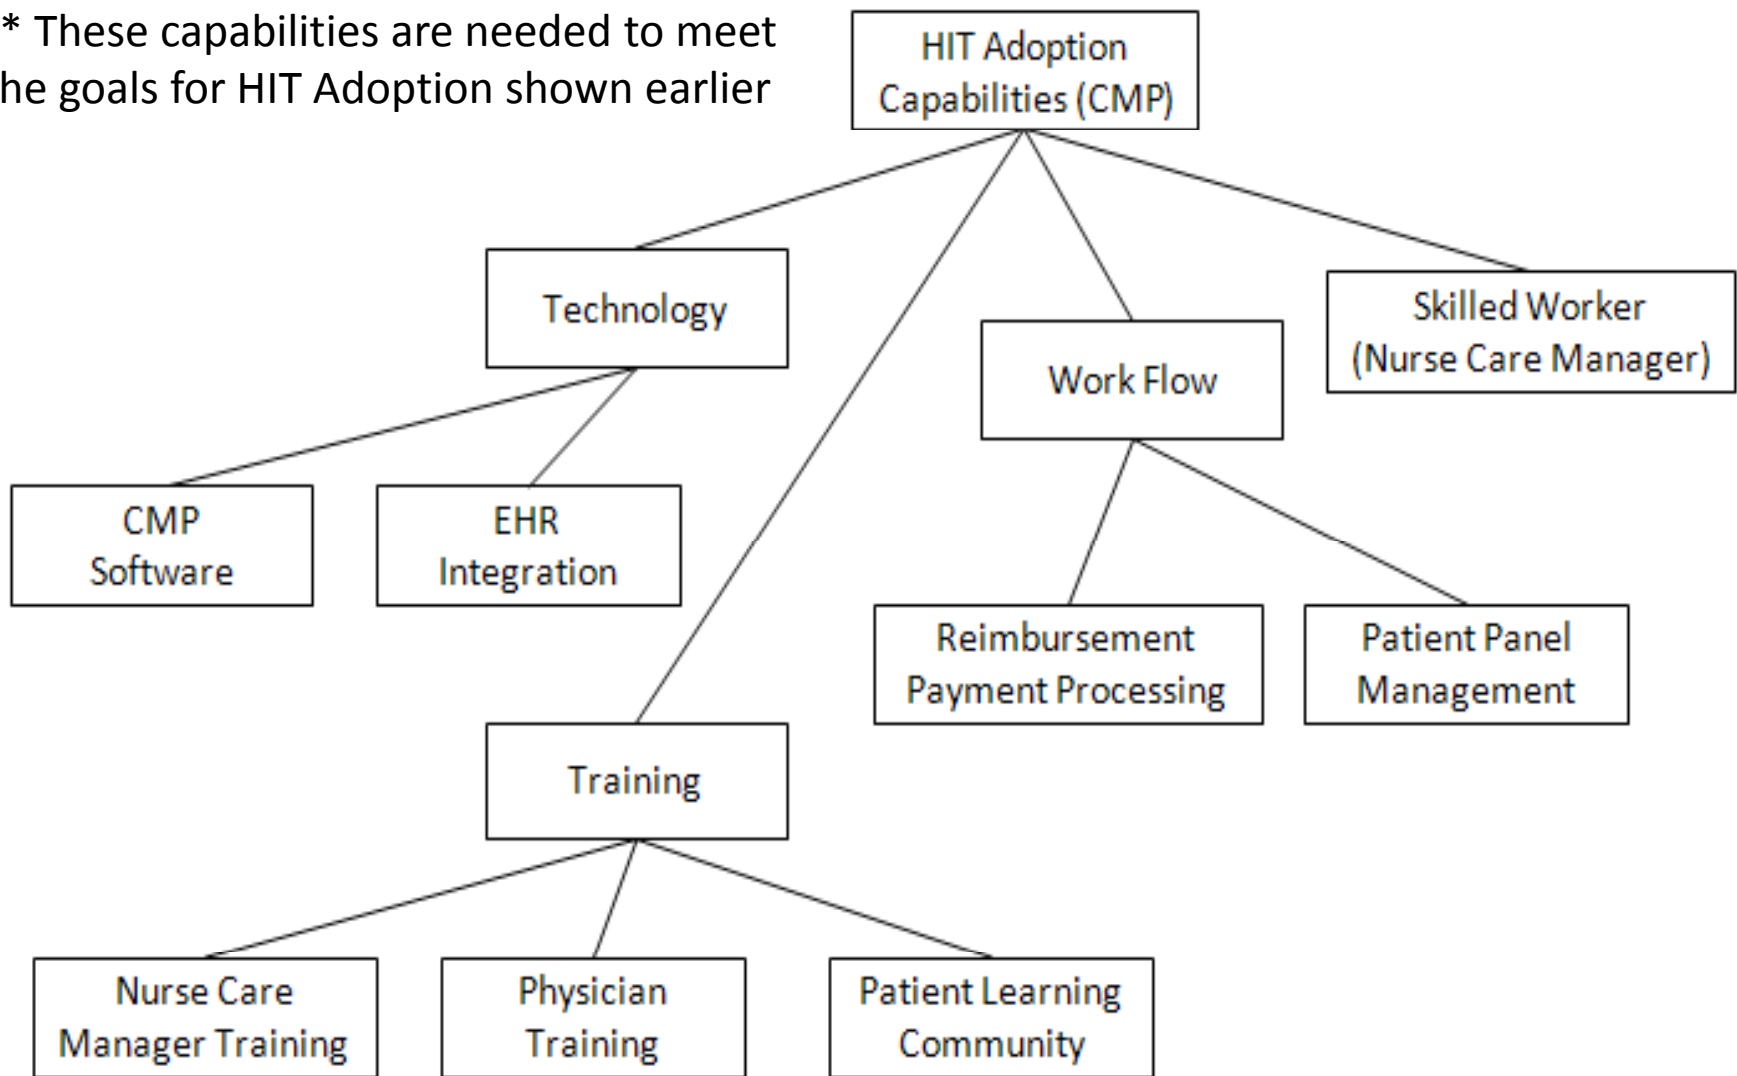 * These capabilities are needed to meet
he goals for HIT Adoption shown earlier
HIT Adoption
Capabilities (CMP)
Technology
Skilled Worker
(Nurse Care Manager)
Work Flow
CMP
Software
EHR
Integration
Reimbursement
Payment Processing
Patient Panel
Management
Training
Nurse Care
Manager Training
Physician
Training
Patient Learning
Community